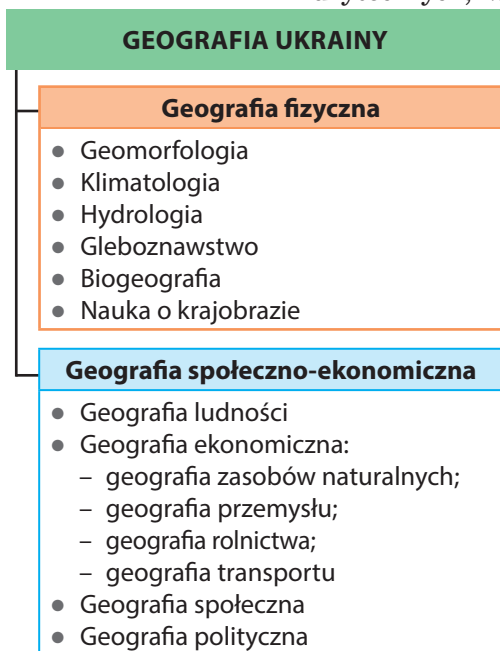 GEOGRAFIA UKRAINY
Geografia fizyczna
● Geomorfologia
● Klimatologia
● Hydrologia
● Gleboznawstwo
● Biogeografia
● Nauka o krajobrazie
Geografia społeczno-ekonomiczna
● Geografia ludności
● Geografia ekonomiczna:
– geografia zasobów naturalnych;
– geografia przemysłu;
– geografia rolnictwa;
– geografia transportu
● Geografia społeczna
● Geografia polityczna